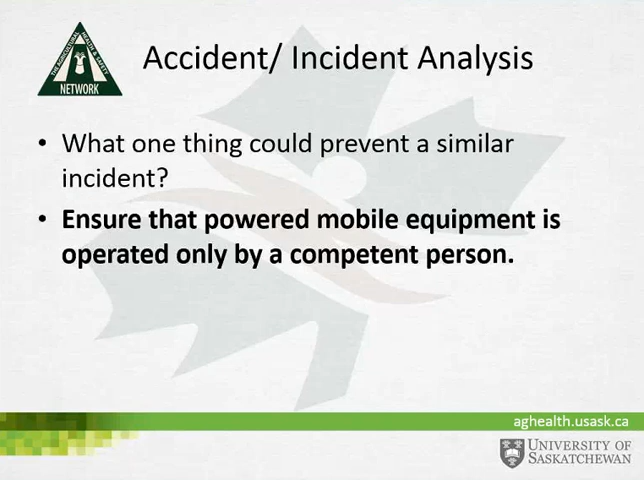 THE AGRICULTURAL HEALTH & SAFETY
NETWORK
Accident/ Incident Analysis
• What one thing could prevent a similar
incident?
• Ensure that powered mobile equipment is
operated only by a competent person.
aghealth.usask.ca
UNIVERSITY OF
SASKATCHEWAN